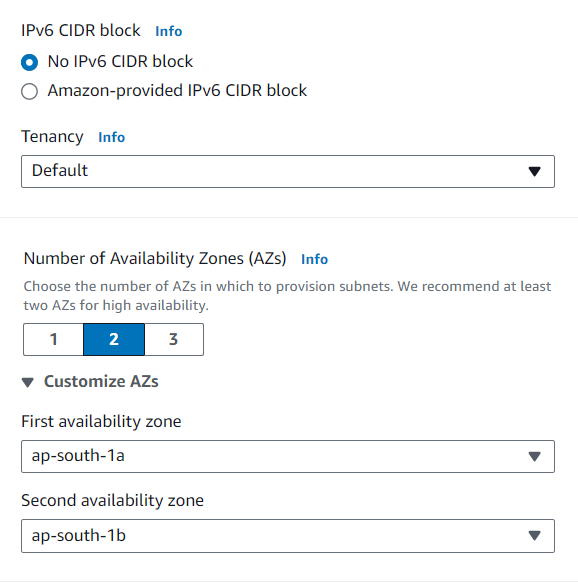 IPv6 CIDR block Info
No IPv6 CIDR block
Amazon-provided IPv6 CIDR block
Tenancy Info
Default
Number of Availability Zones (AZs) Info
Choose the number of AZs in which to provision subnets. We recommend at least
two AZs for high availability.
1 2 3
Customize AZs
First availability zone
ap-south-1a
Second availability zone
ap-south-1b